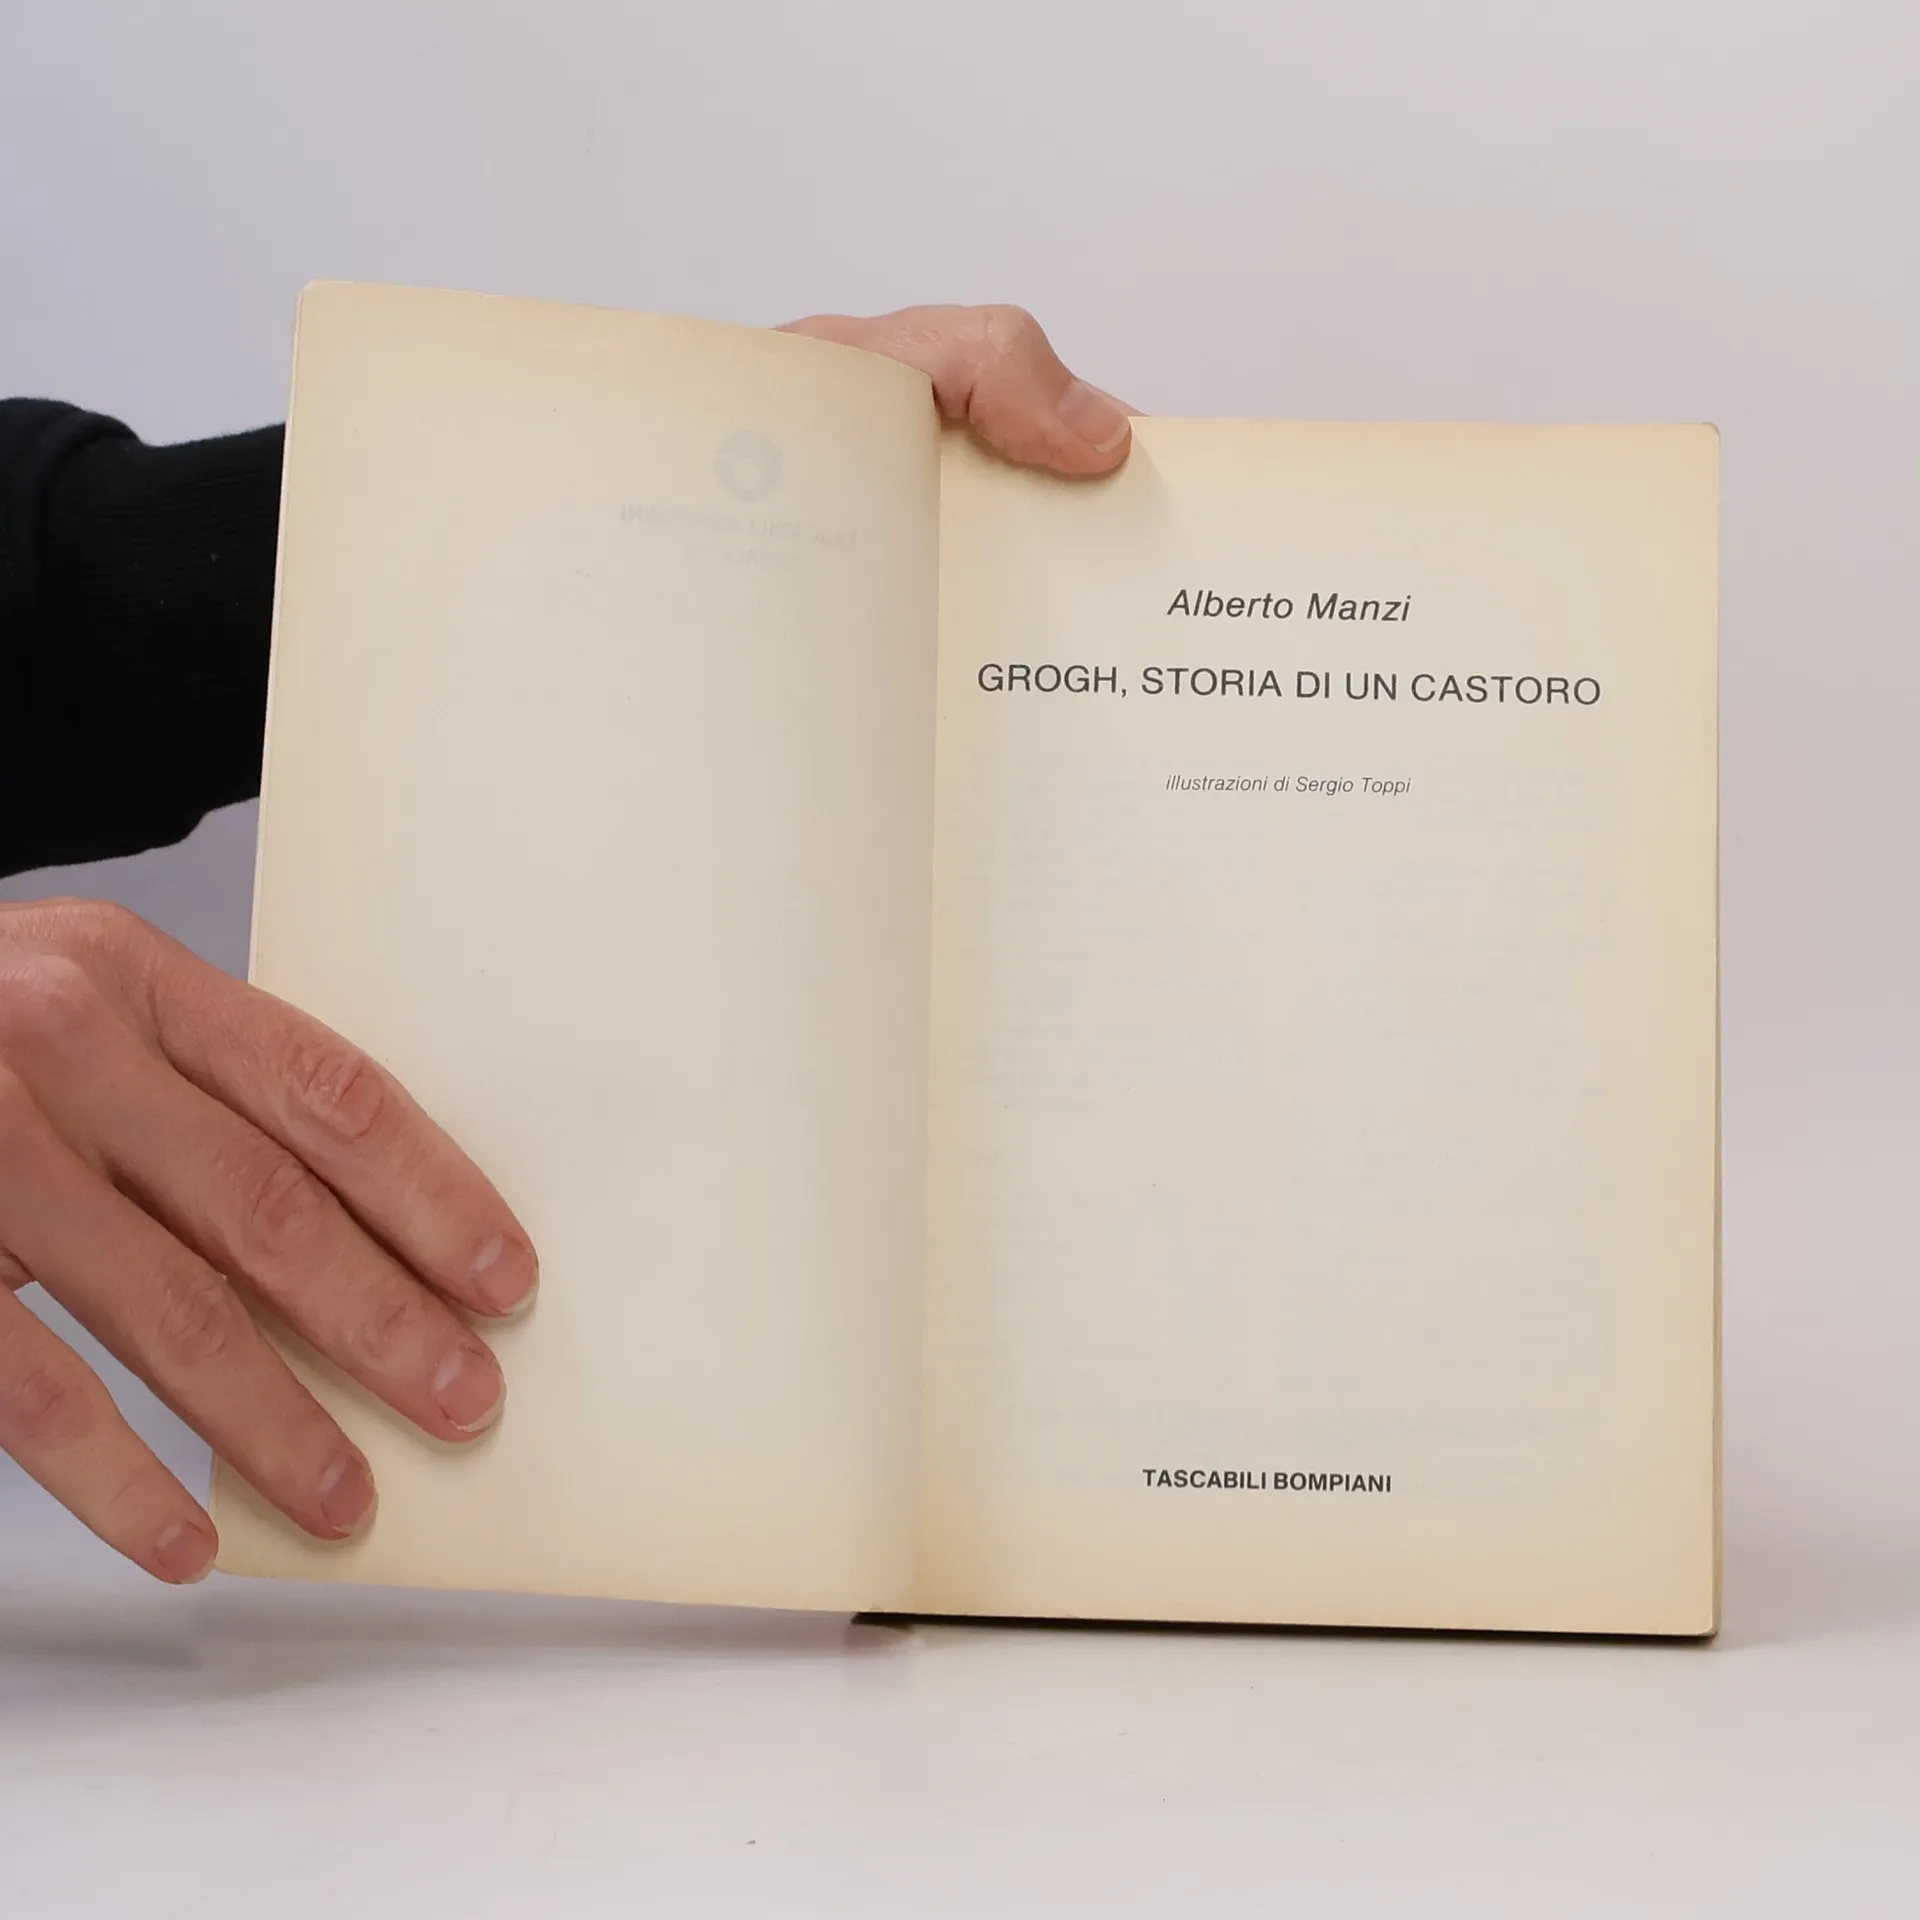 Alberto Manzi
GROGH, STORIA DI UN CASTORO
illustrazioni di Sergio Toppi
TASCABILI BOMPIANI